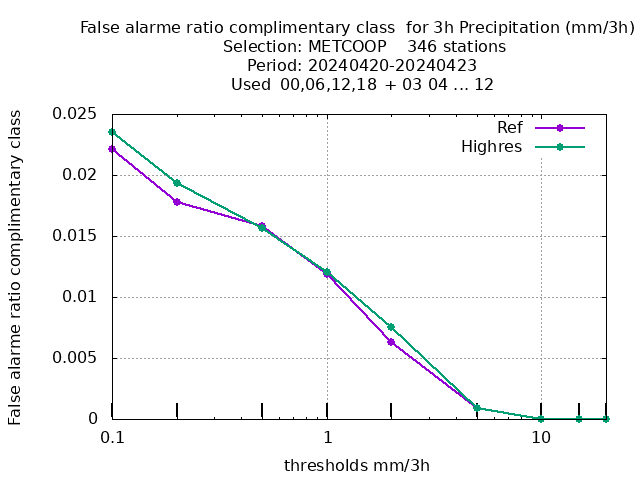 False alarme ratio complimentary class  for 3h Precipitation (mm/3h)
Selection: METCOOP    346 stations
Period: 20240420-20240423
Used 00,06,12,18 + 03 04 ... 12
False alarme ratio complimentary class
0.025
0.02
0.015
0.01
0.005
0
Ref
Highres
0.1
1
10
thresholds mm/3h